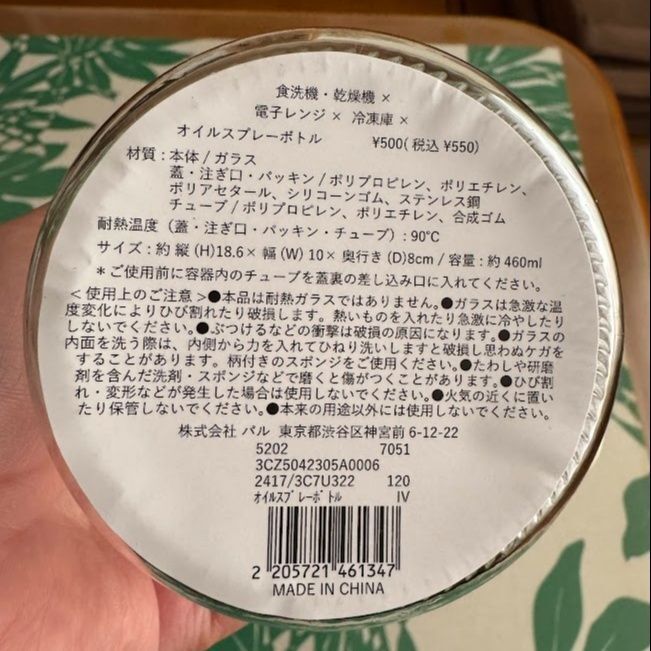 食洗機・乾燥機×
電子レンジ× 冷凍庫×
オイルスプレーボトル ¥500(税込 ¥550)
材質:本体/ガラス
蓋・注ぎ口・パッキン/ポリプロピレン、ポリエチレン、
ポリアセタール、シリコーンゴム、ステンレス鋼
チューブ/ポリプロピレン、ポリエチレン、合成ゴム
耐熱温度(蓋・注ぎ口・パッキン・チューブ):90℃
サイズ:約 縦(H)18.6× 幅(W)10× 奥行き(D)8cm/容量:約460ml
*ご使用前に容器内のチューブを蓋裏の差し込み口に入れてください。
<使用上のご注意>●本品は耐熱ガラスではありません。●ガラスは急激な温
度変化によりひび割れたり破損します。熱いものを入れたり急激に冷やしたり
しないでください。●ぶつけるなどの衝撃は破損の原因になります。●ガラスの
内面を洗う際は、内側から力を入れてひねり洗いしますと破損し思わぬケガを
することがあります。柄付きのスポンジをご使用ください。●たわしや研磨
剤を含んだ洗剤・スポンジなどで磨くと傷がつくことがあります。●ひび割
れ・変形などが発生した場合は使用しないでください。●火気の近くに置い
たり保管しないでください。●本来の用途以外には使用しないでください。
株式会社 パル 東京都渋谷区神宮前 6-12-22
5202 7051
3CZ5042305A0006
2417/3C7U322 120
ｵｲﾙｽﾌﾟﾚｰﾎﾞﾄﾙ IV
2 205721 461347
MADE IN CHINA